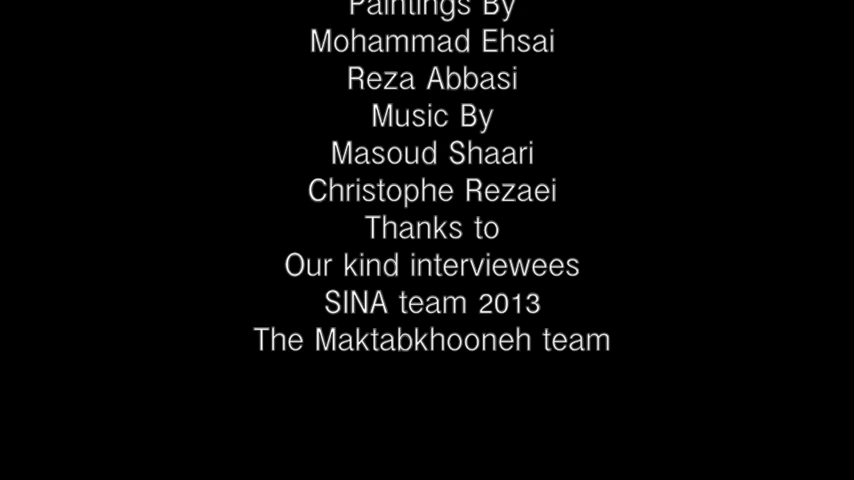 Paintings By
Mohammad Ehsai
Reza Abbasi
Music By
Masoud Shaari
Christophe Rezaei
Thanks to
Our kind interviewees
SINA team 2013
The Maktabkhooneh team